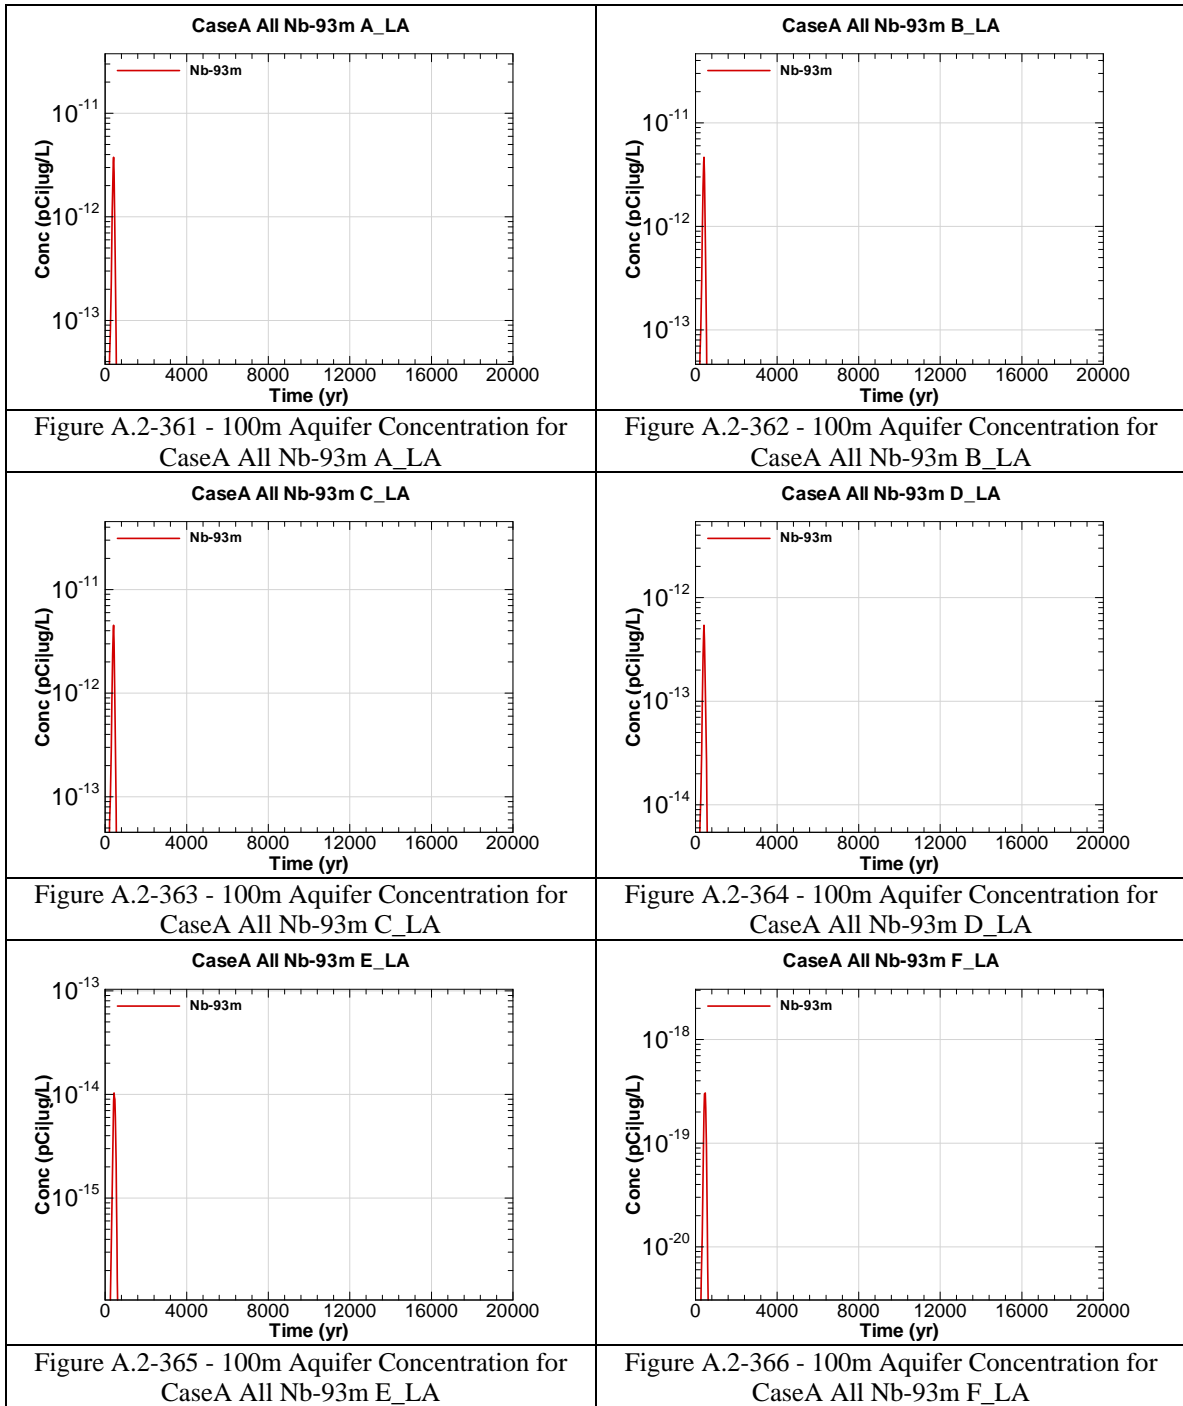 CaseA All Nb-93m A_LA
Nb-93m
10-11
10-12
10-13
Conc (pCi|ug/L)
0 4000 8000 12000 16000 20000
Time (yr)
Figure A.2-361 - 100m Aquifer Concentration for
CaseA All Nb-93m A_LA
CaseA All Nb-93m B_LA
Nb-93m
10-11
10-12
10-13
Conc (pCi|ug/L)
0 4000 8000 12000 16000 20000
Time (yr)
Figure A.2-362 - 100m Aquifer Concentration for
CaseA All Nb-93m B_LA
CaseA All Nb-93m C_LA
Nb-93m
10-11
10-12
10-13
Conc (pCi|ug/L)
0 4000 8000 12000 16000 20000
Time (yr)
Figure A.2-363 - 100m Aquifer Concentration for
CaseA All Nb-93m C_LA
CaseA All Nb-93m D_LA
Nb-93m
10-12
10-13
10-14
Conc (pCi|ug/L)
0 4000 8000 12000 16000 20000
Time (yr)
Figure A.2-364 - 100m Aquifer Concentration for
CaseA All Nb-93m D_LA
CaseA All Nb-93m E_LA
Nb-93m
10-13
10-14
10-15
Conc (pCi|ug/L)
0 4000 8000 12000 16000 20000
Time (yr)
Figure A.2-365 - 100m Aquifer Concentration for
CaseA All Nb-93m E_LA
CaseA All Nb-93m F_LA
Nb-93m
10-18
10-19
10-20
Conc (pCi|ug/L)
0 4000 8000 12000 16000 20000
Time (yr)
Figure A.2-366 - 100m Aquifer Concentration for
CaseA All Nb-93m F_LA